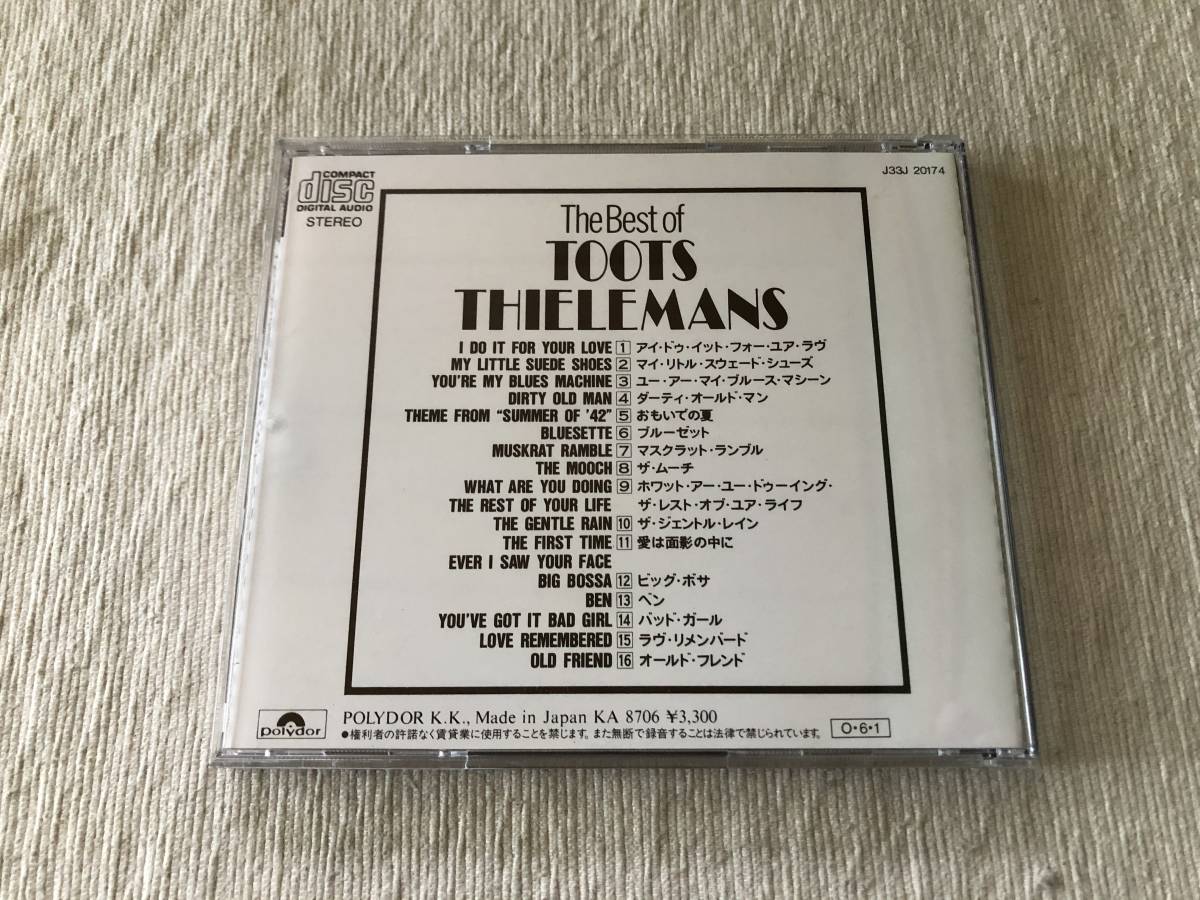 COMPACT
disc
DIGITAL AUDIO
STEREO
J33J 20174
The Best of
TOOTS
THIELEMANS
I DO IT FOR YOUR LOVE 1 アイ・ドゥ・イット・フォー・ユア・ラヴ
MY LITTLE SUEDE SHOES 2 マイ・リトル・スウェード・シューズ
YOU'RE MY BLUES MACHINE 3 ユー・アー・マイ・ブルース・マシーン
DIRTY OLD MAN 4 ダーティ・オールド・マン
THEME FROM “SUMMER OF '42” 5 おもいでの夏
BLUESETTE 6 ブルーゼット
MUSKRAT RAMBLE 7 マスクラット・ランブル
THE MOOCH 8 ザ・ムーチ
WHAT ARE YOU DOING 9 ホワット・アー・ユー・ドゥーイング・
THE REST OF YOUR LIFE ザ・レスト・オブ・ユア・ライフ
THE GENTLE RAIN 10 ザ・ジェントル・レイン
THE FIRST TIME 11 愛は面影の中に
EVER I SAW YOUR FACE
BIG BOSSA 12 ビッグ・ボサ
BEN 13 ベン
YOU'VE GOT IT BAD GIRL 14 バッド・ガール
LOVE REMEMBERED 15 ラヴ・リメンバード
OLD FRIEND 16 オールド・フレンド
polydor
POLYDOR K.K., Made in Japan KA 8706 ¥3,300
●権利者の許諾なく賃貸業に使用することを禁じます。また無断で録音することは法律で禁じられています。
O・6・1